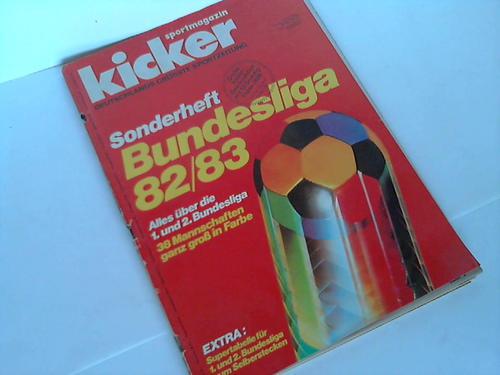 sportmagazin
kicker
DEUTSCHLANDS GRÖSSTE SPORTZEITUNG
Sonderheft
Bundesliga
82/83
Alles über die
1. und 2. Bundesliga
38 Mannschaften
ganz groß in Farbe
EXTRA:
Supertabelle für
1. und 2. Bundesliga
zum Selberstecken